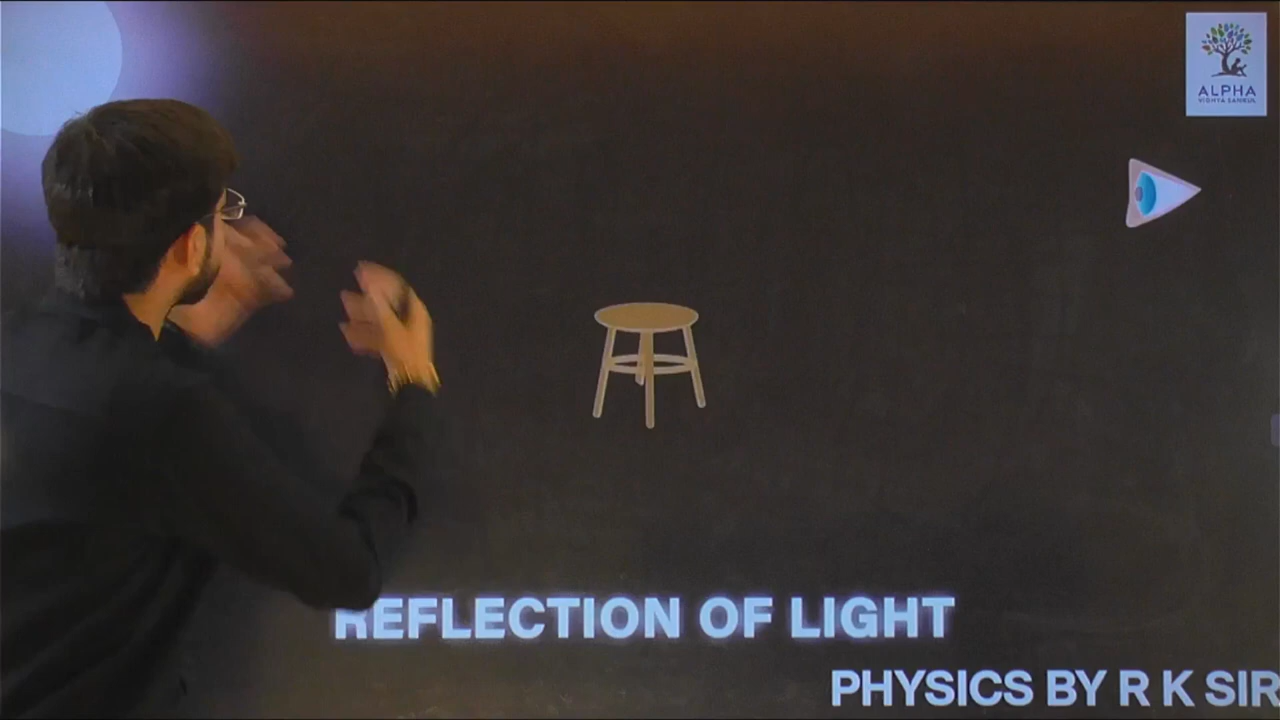 ALPHA
VIDHYA SANKUL
REFLECTION OF LIGHT
PHYSICS BY R K SIR